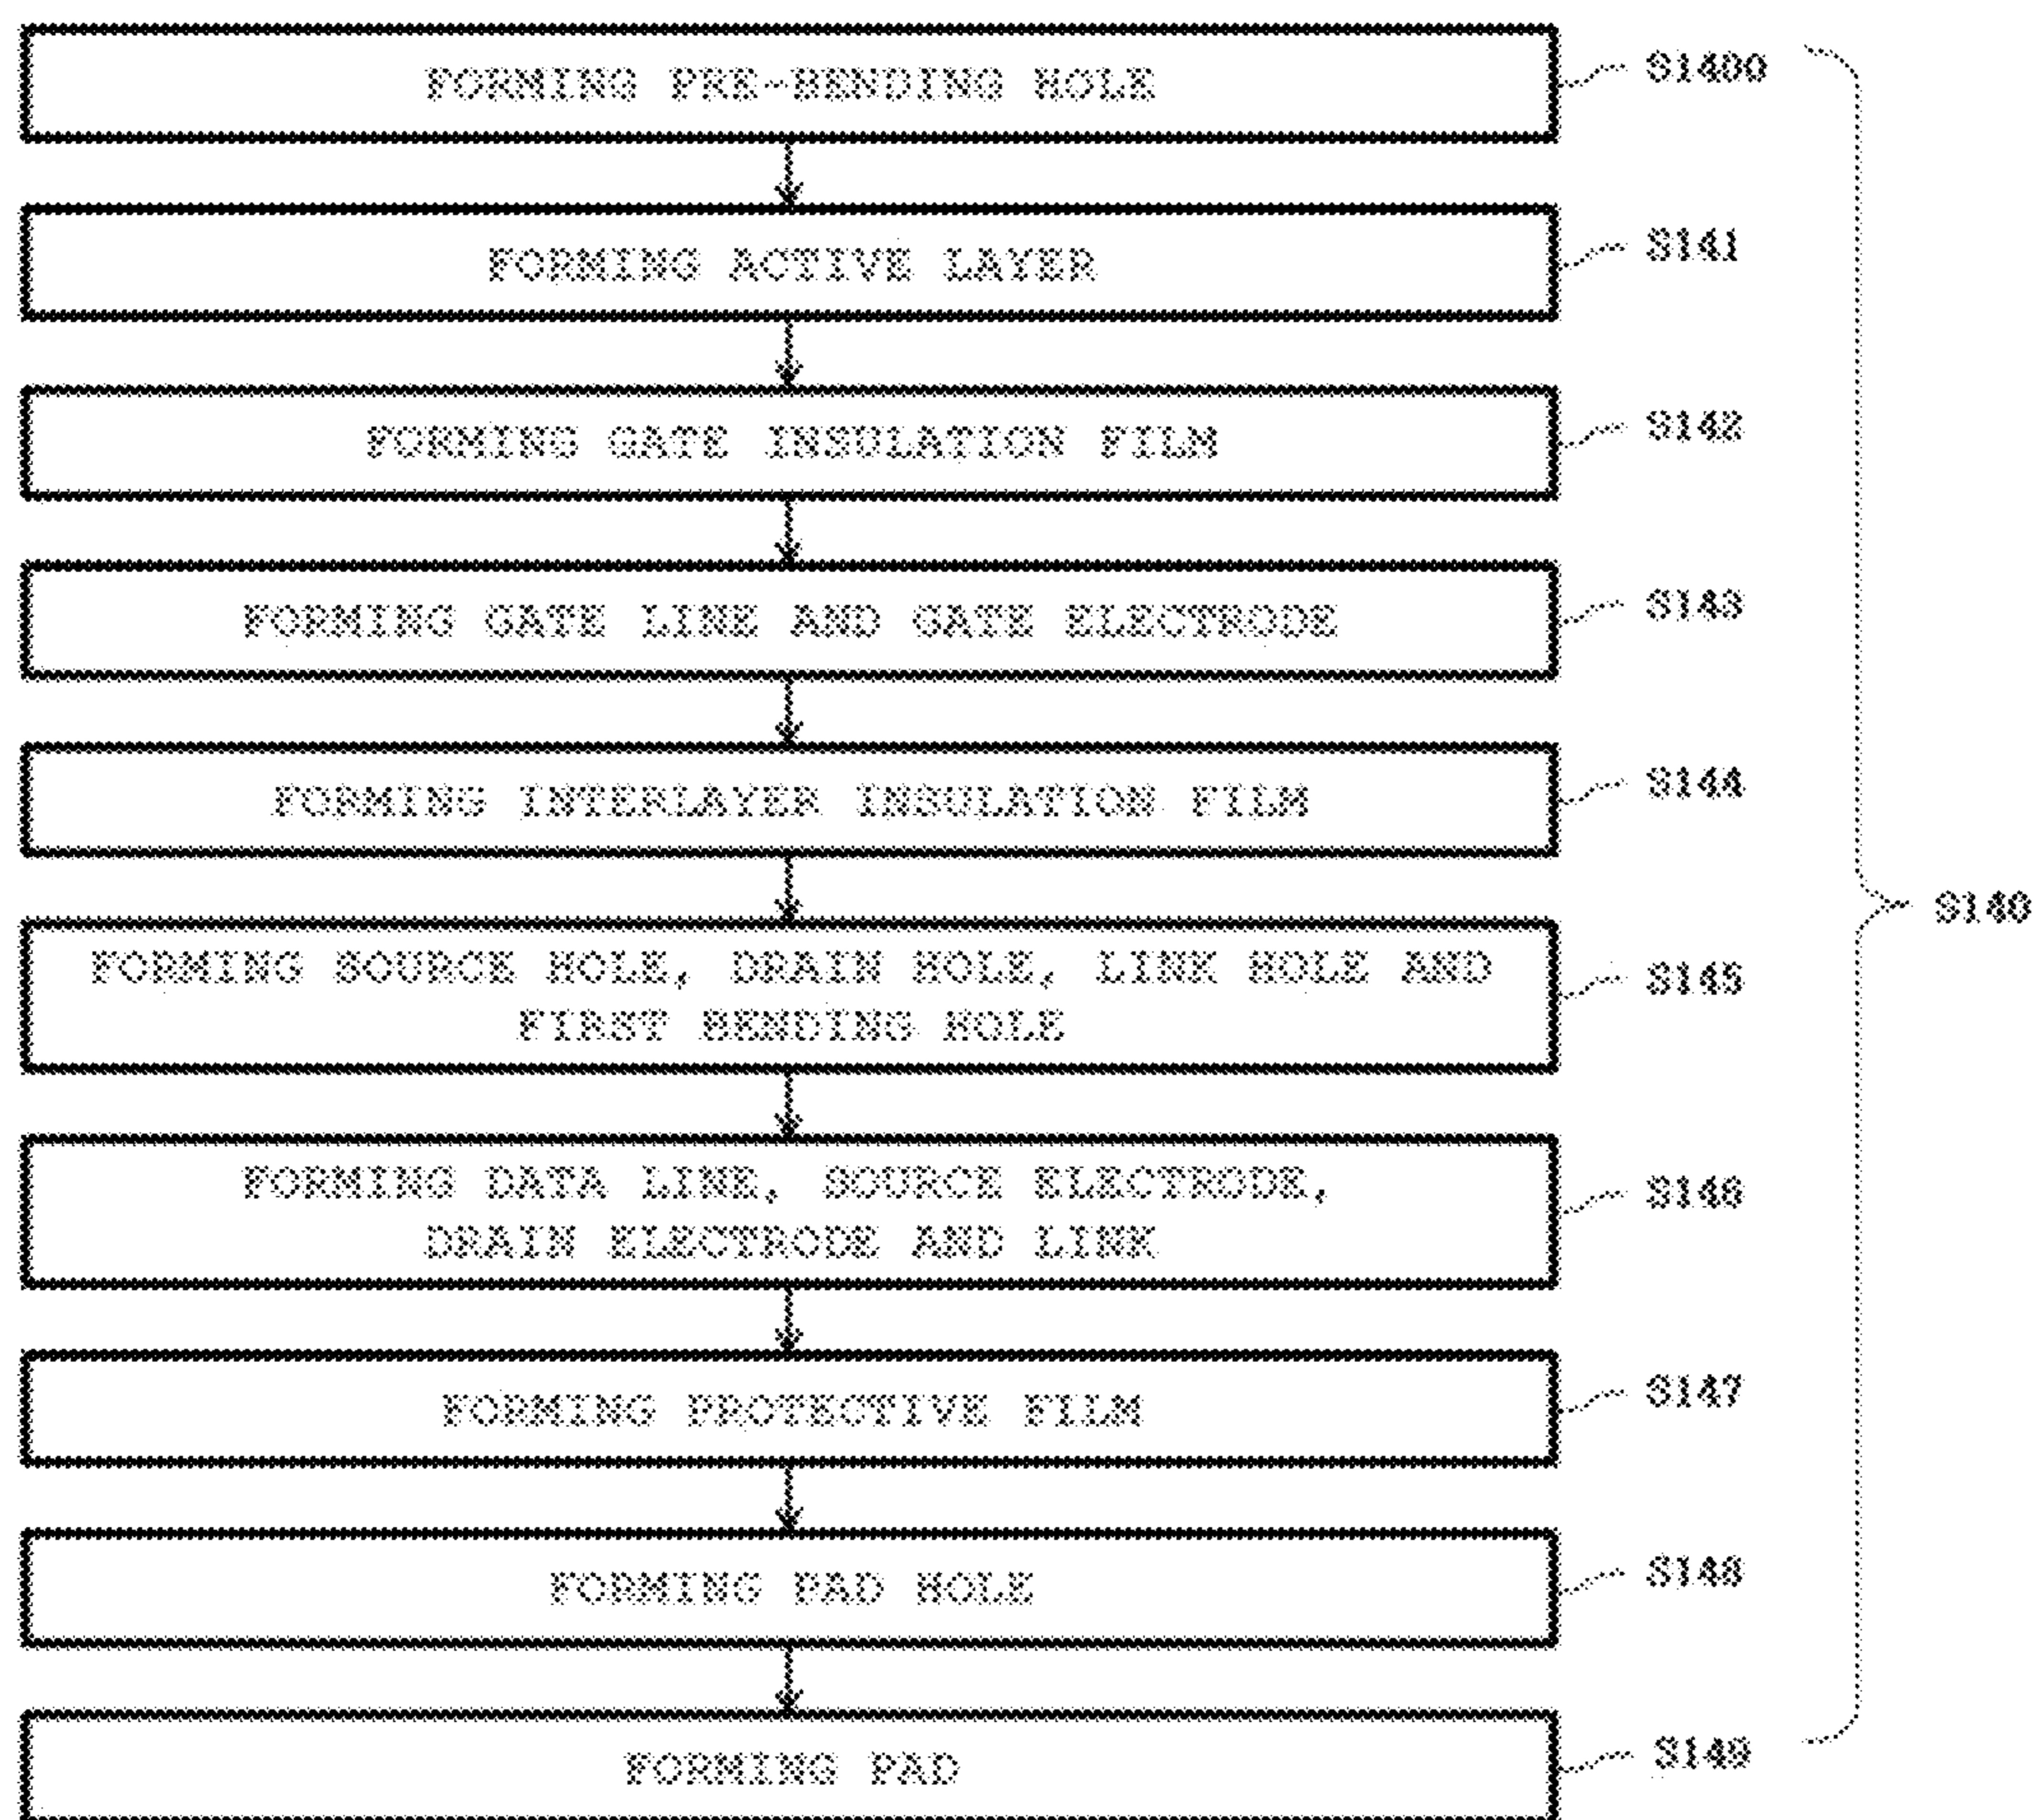 FORMING PRE-BENDING HOLE
S1400
FORMING ACTIVE LAYER
S141
FORMING GATE INSULATION FILM
S142
FORMING GATE LINE AND GATE ELECTRODE
S143
FORMING INTERLAYER INSULATION FILM
S144
S140
FORMING SOURCE HOLE, DRAIN HOLE, LINK HOLE AND
FIRST BENDING HOLE
S145
FORMING DATA LINE, SOURCE ELECTRODE,
DRAIN ELECTRODE AND LINK
S146
FORMING PROTECTIVE FILM
S147
FORMING PAD HOLE
S148
FORMING PAD
S149